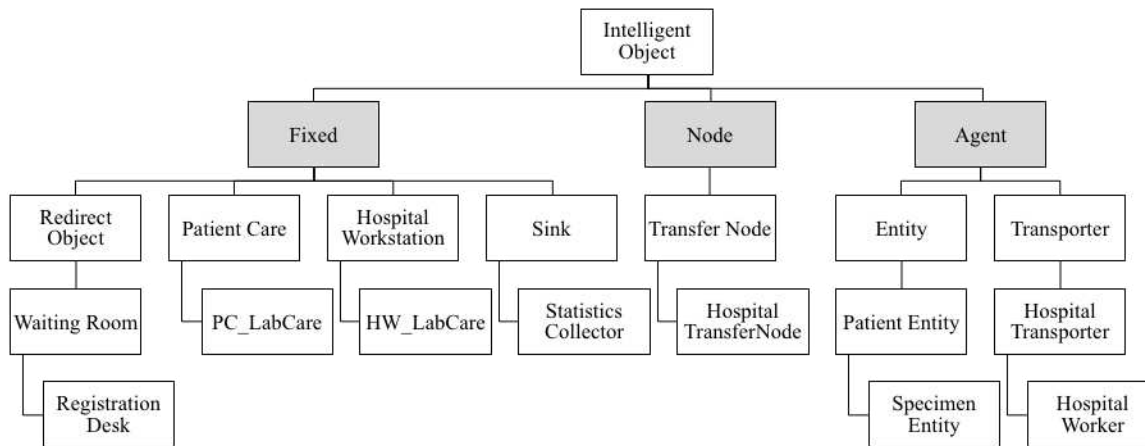 Intelligent
Object
Fixed
Node
Agent
Redirect
Object
Patient Care
Hospital
Workstation
Sink
Transfer Node
Entity
Transporter
Waiting Room
PC_LabCare
HW_LabCare
Statistics
Collector
Hospital
TransferNode
Patient Entity
Hospital
Transporter
Registration
Desk
Specimen
Entity
Hospital
Worker